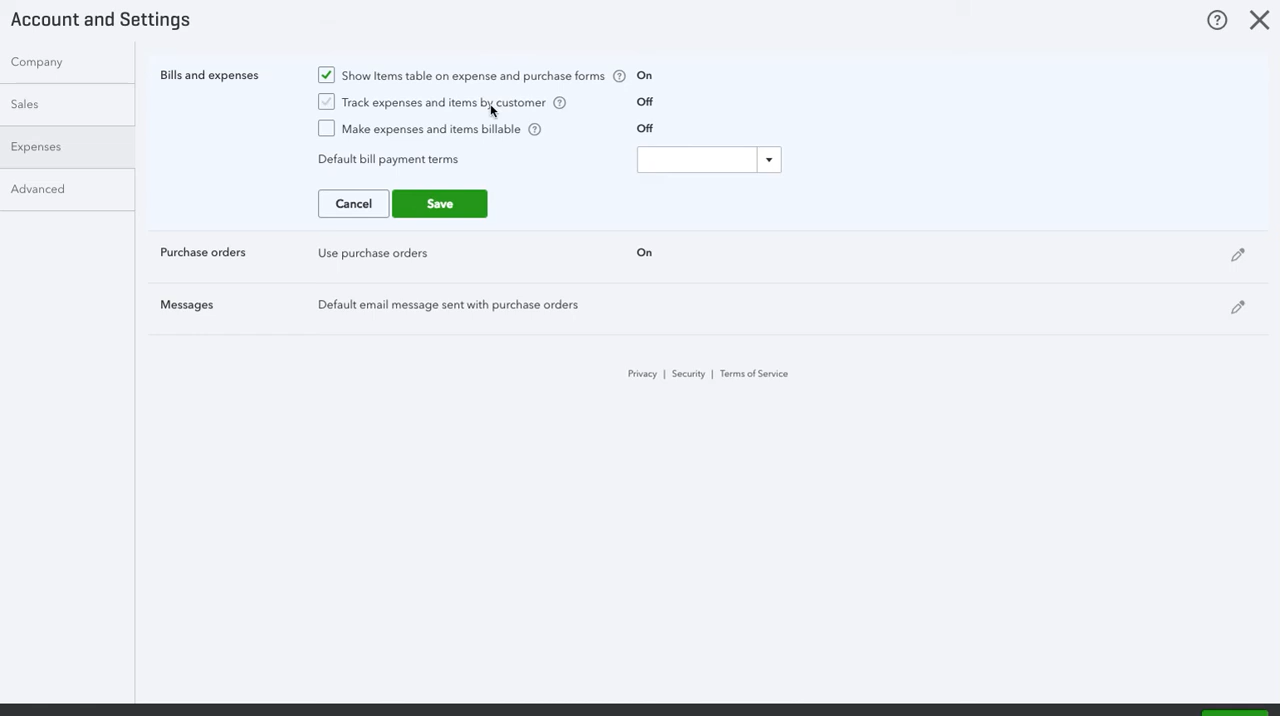 Account and Settings
Company
Sales
Expenses
Advanced
Bills and expenses
Show Items table on expense and purchase forms ? On
Track expenses and items by customer ? Off
Make expenses and items billable ? Off
Default bill payment terms
Cancel Save
Purchase orders Use purchase orders On
Messages Default email message sent with purchase orders
Privacy | Security | Terms of Service